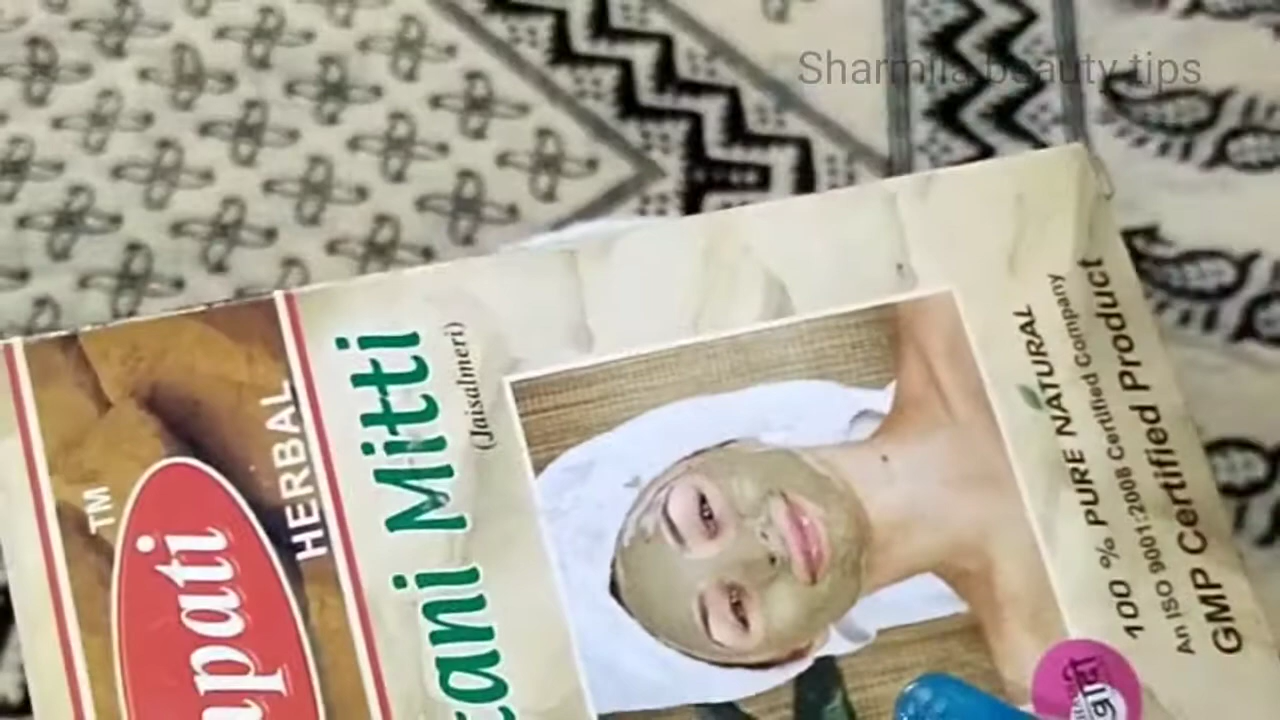 Sharmila beauty tips
TM
pati
HERBAL
tani Mitti
(Jaisalmeri)
100 % PURE NATURAL
An ISO 9001:2008 Certified Company
GMP Certified Product